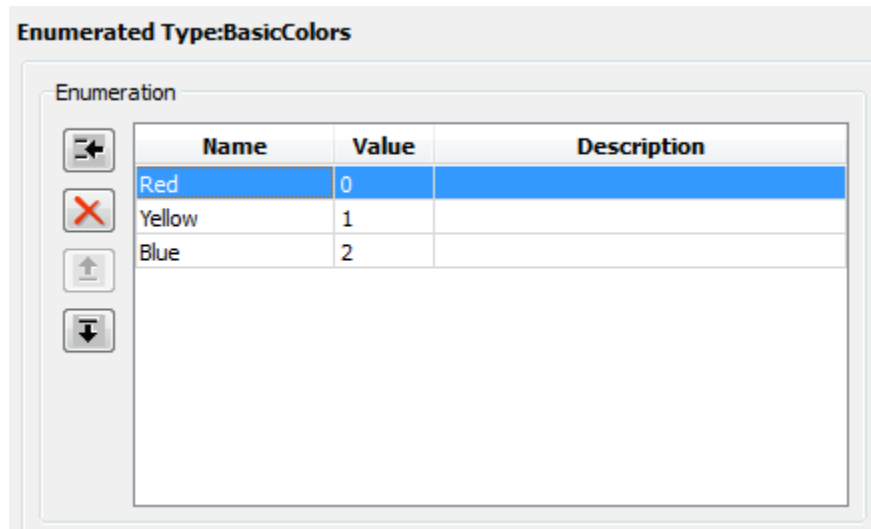 Enumerated Type:BasicColors
Enumeration
Name Value Description
Red 0
Yellow 1
Blue 2